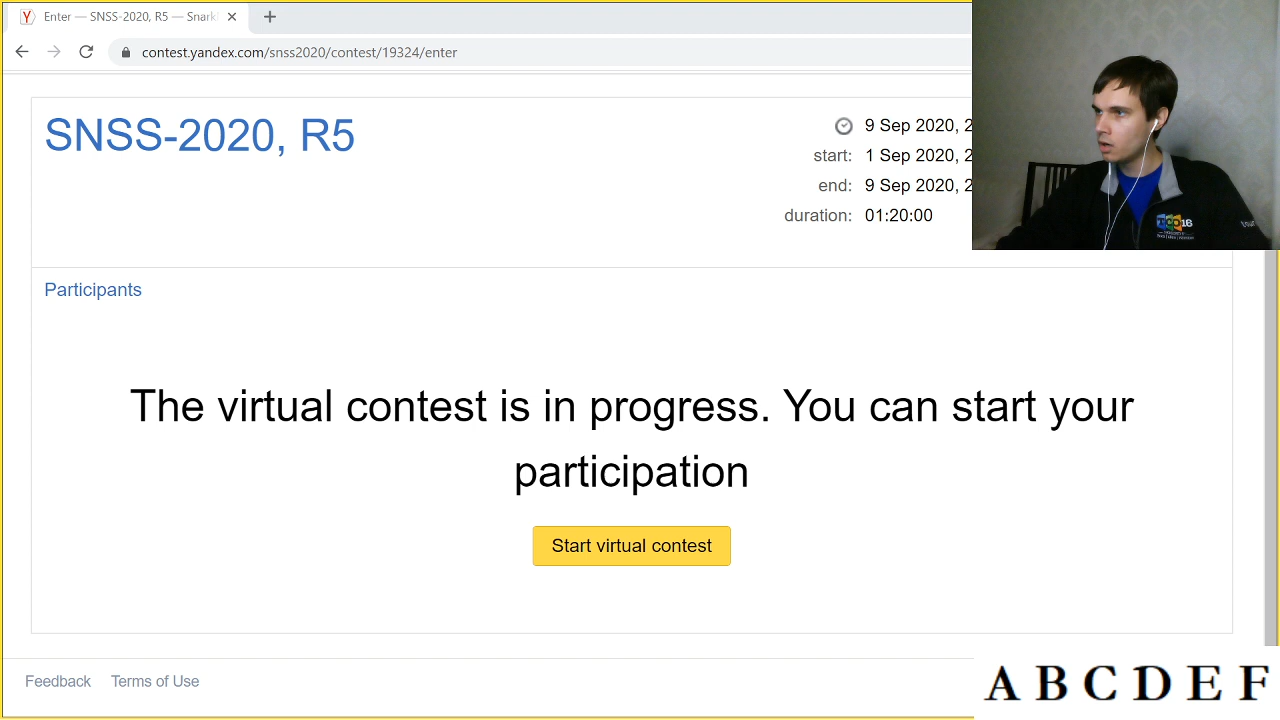 Enter — SNSS-2020, R5 — Snark
contest.yandex.com/snss2020/contest/19324/enter
SNSS-2020, R5
9 Sep 2020, 2
start: 1 Sep 2020, 2
end: 9 Sep 2020, 2
duration: 01:20:00
16
Participants
The virtual contest is in progress. You can start your
participation
Start virtual contest
Feedback Terms of Use
A B C D E F